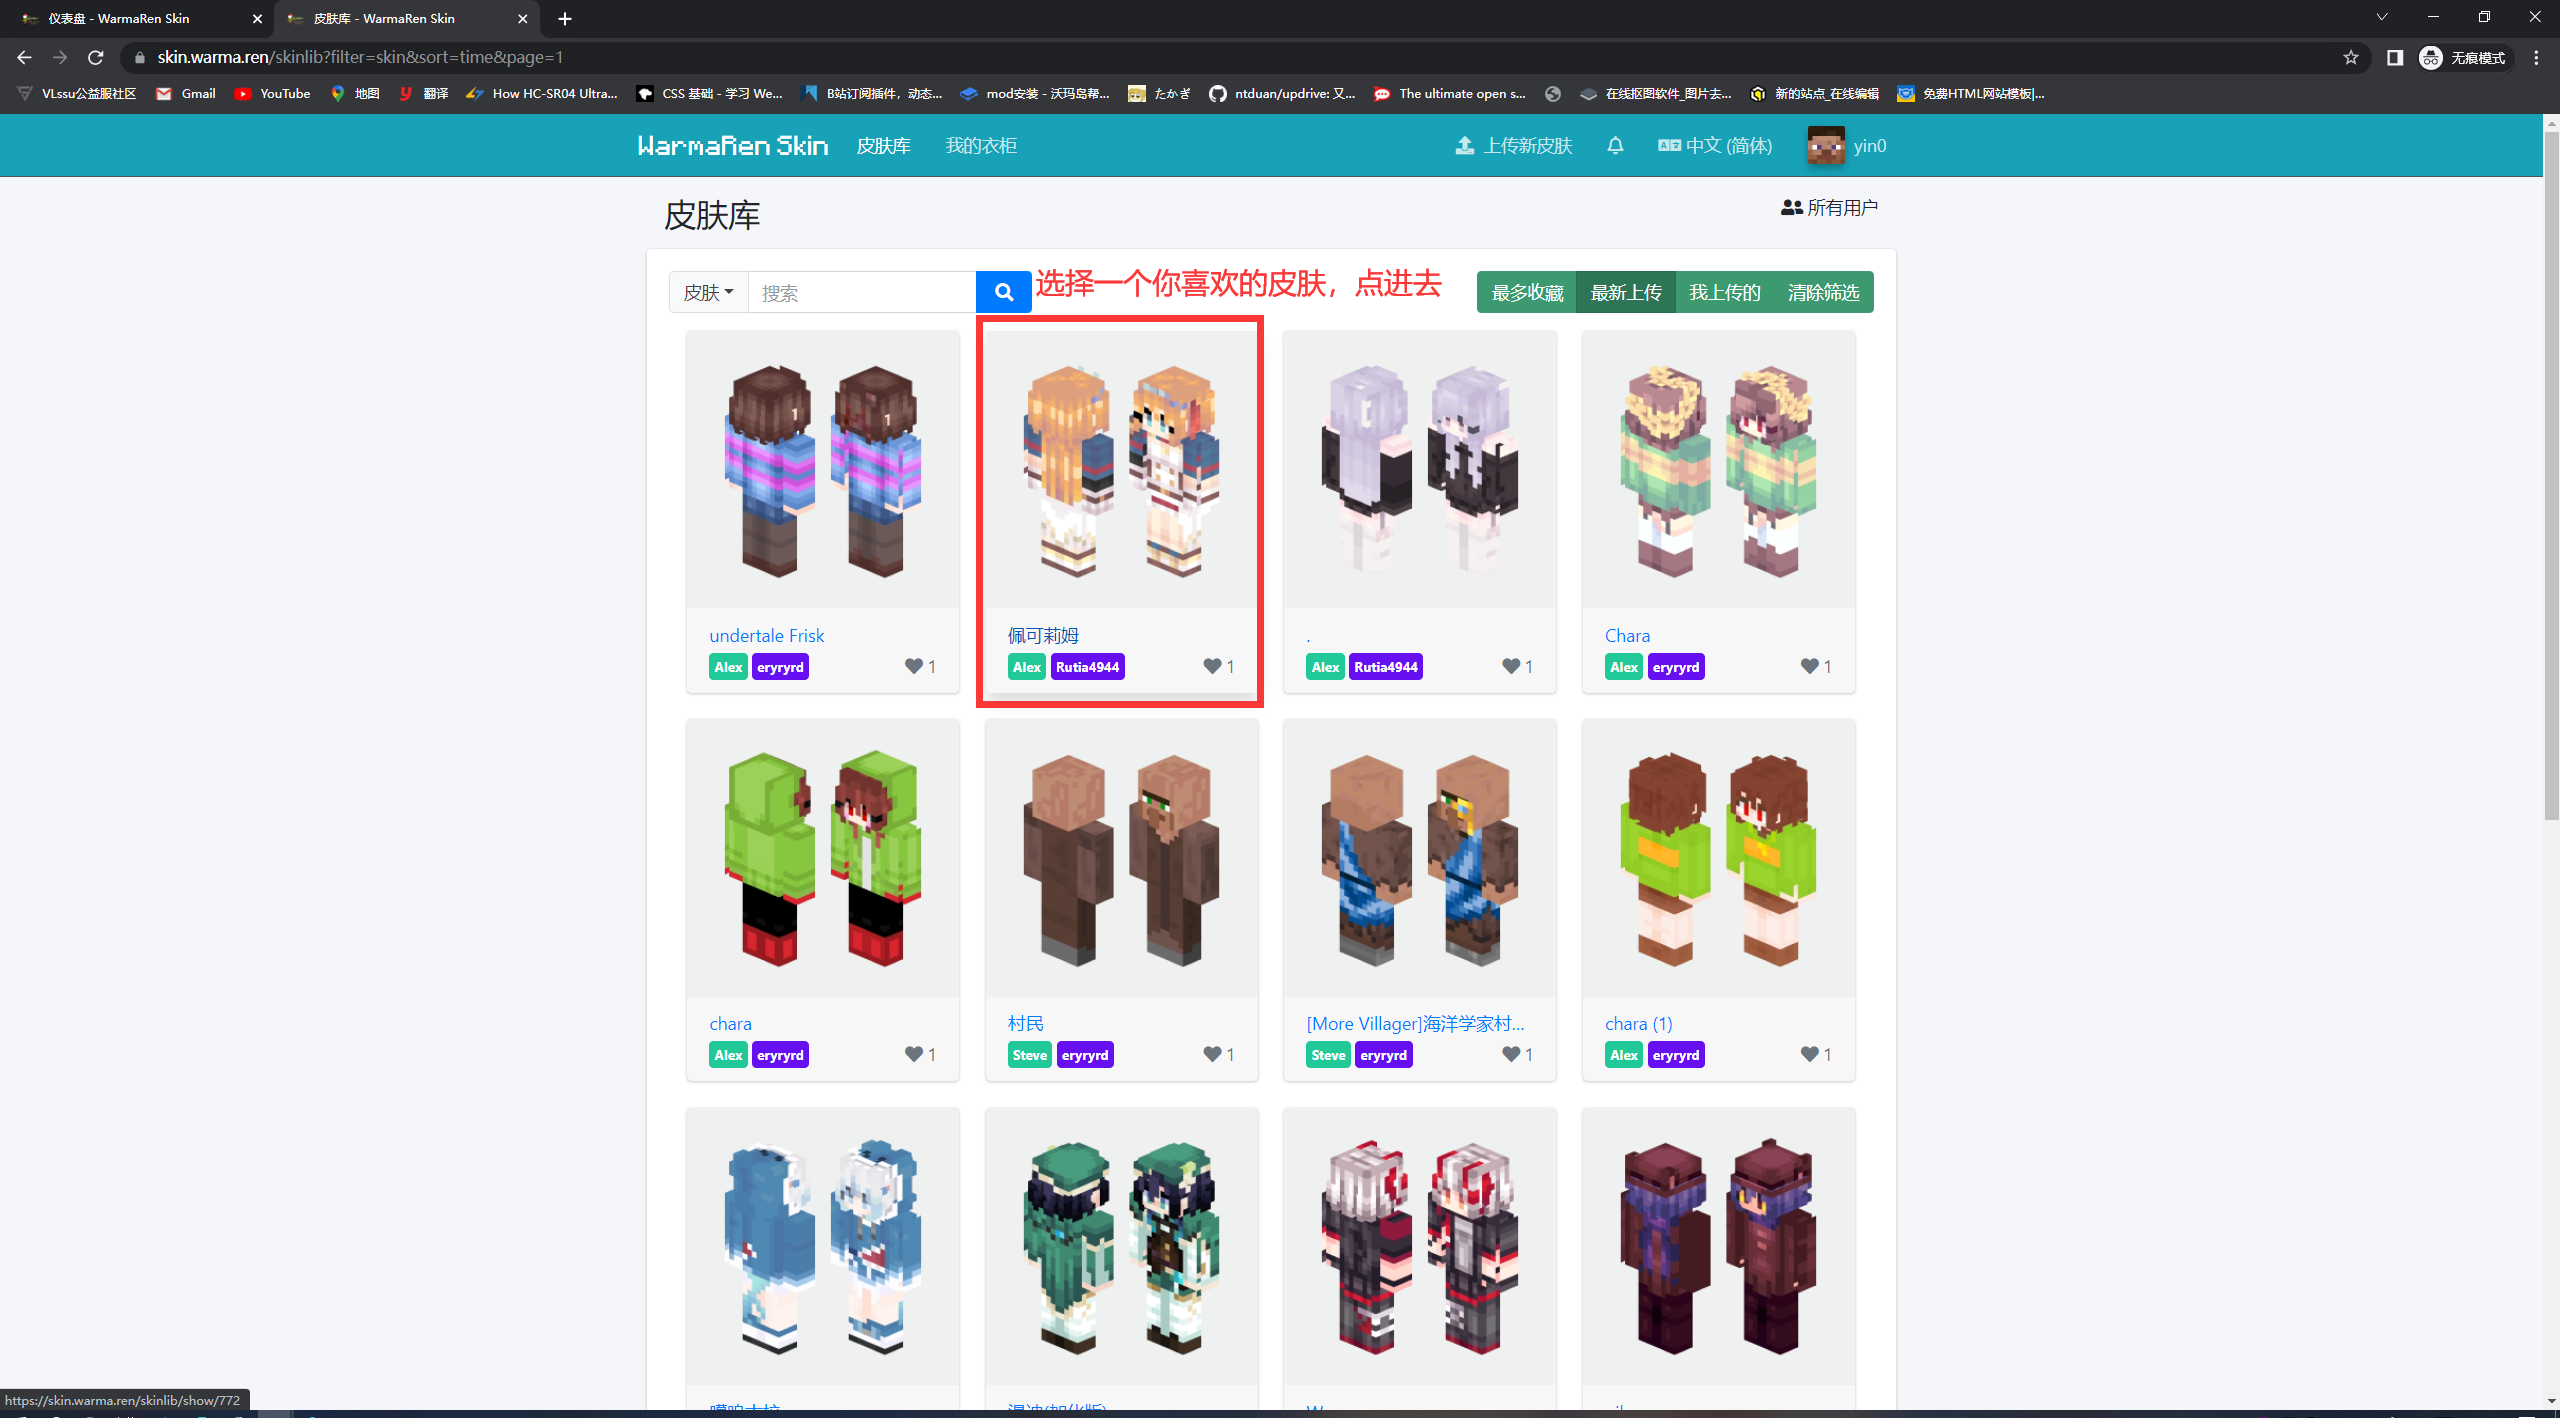 仪表盘 - WarmaRen Skin
皮肤库 - WarmaRen Skin
skin.warma.ren/skinlib?filter=skin&sort=time&page=1
无痕模式
VLssu公益服社区
Gmail
YouTube
地图
翻译
How HC-SR04 Ultra...
CSS 基础 - 学习 We...
B站订阅插件，动态...
mod安装 - 沃玛岛帮...
たかぎ
ntduan/updrive: 又...
The ultimate open s...
在线抠图软件_图片去...
新的站点_在线编辑
免费HTML网站模板|...
WarmaRen Skin
皮肤库
我的衣柜
上传新皮肤
中文 (简体)
yin0
皮肤库
所有用户
皮肤
搜索
选择一个你喜欢的皮肤，点进去
最多收藏
最新上传
我上传的
清除筛选
undertale Frisk
Alex eryryrd 1
佩可莉姆
Alex Rutia4944 1
.
Alex Rutia4944 1
Chara
Alex eryryrd 1
chara
Alex eryryrd 1
村民
Steve eryryrd 1
[More Villager]海洋学家村...
Steve eryryrd 1
chara (1)
Alex eryryrd 1
https://skin.warma.ren/skinlib/show/772